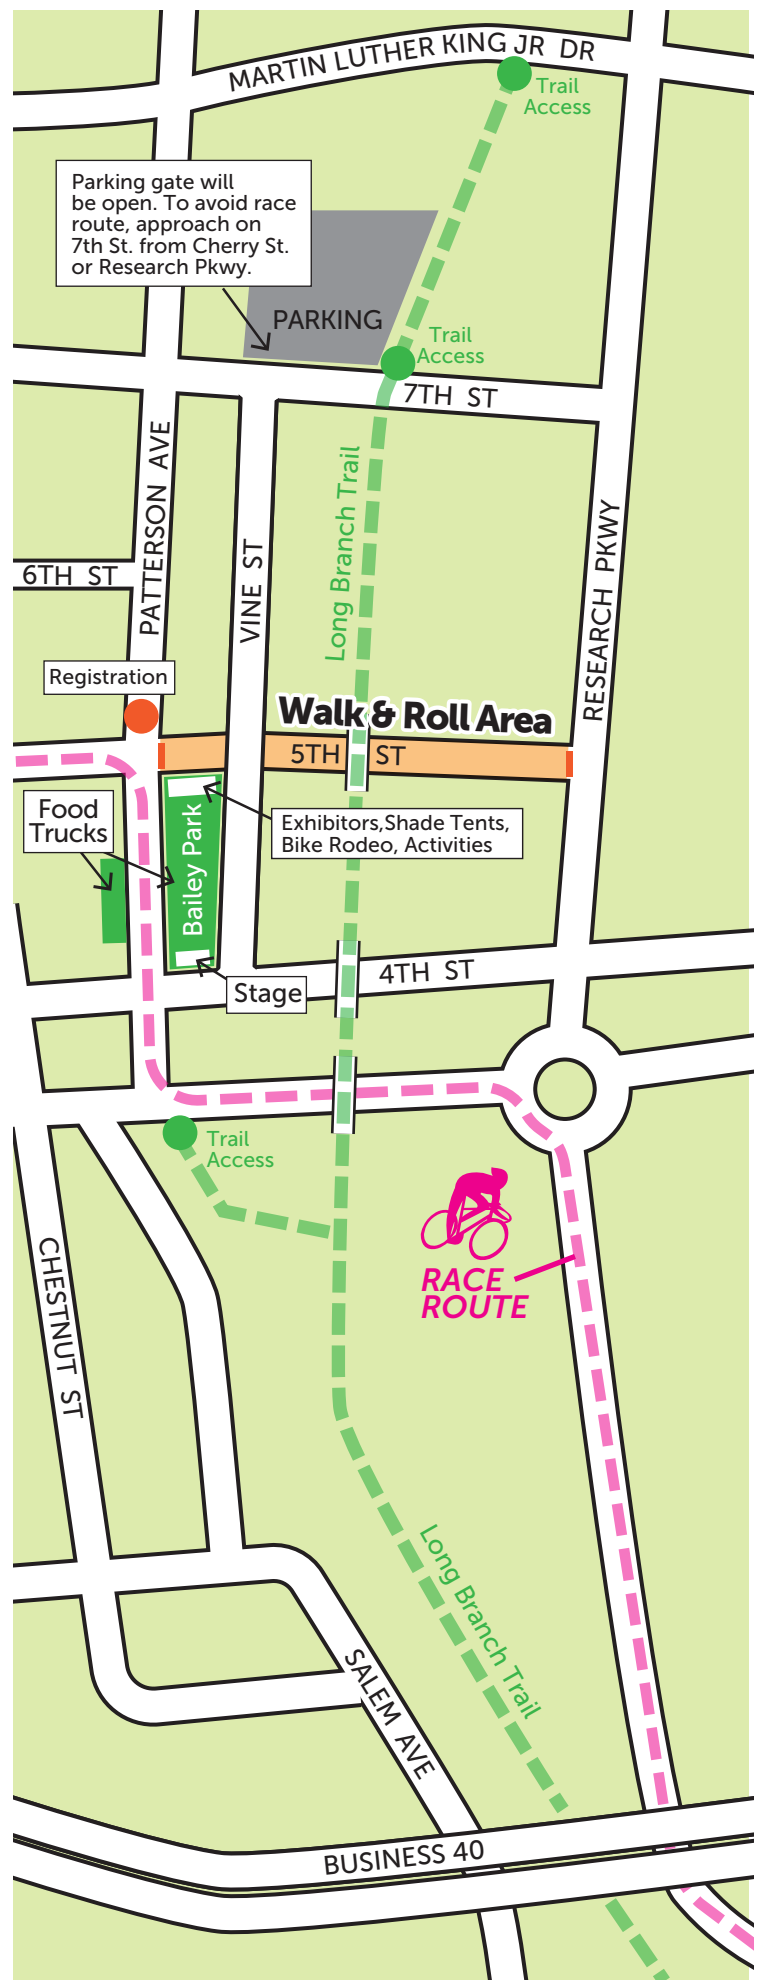 MARTIN LUTHER KING JR DR
Trail
Access
Parking gate will
be open. To avoid race
route, approach on
7th St. from Cherry St.
or Research Pkwy.
PARKING
Trail
Access
7TH ST
PATTERSON AVE
Long Branch Trail
RESEARCH PKWY
VINE ST
6TH ST
Registration
Walk & Roll Area
5TH ST
Food
Trucks
Bailey Park
Exhibitors,Shade Tents,
Bike Rodeo, Activities
4TH ST
Stage
Trail
Access
RACE
ROUTE
CHESTNUT ST
Long Branch Trail
SALEM AVE
BUSINESS 40